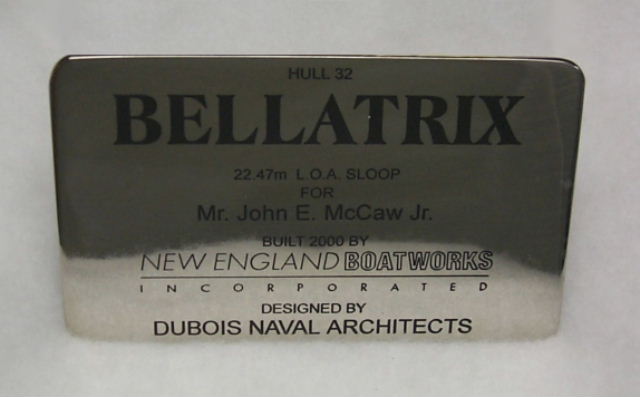 HULL 32
BELLATRIX
22.47m L.O.A. SLOOP
FOR
Mr. John E. McCaw Jr.
BUILT 2000 BY
NEW ENGLAND BOATWORKS
INCORPORATED
DESIGNED BY
DUBOIS NAVAL ARCHITECTS